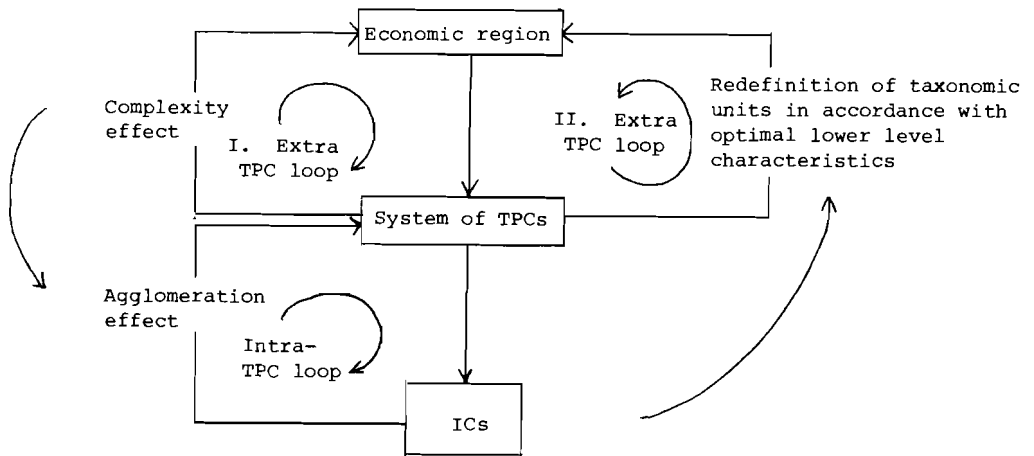 Economic region
Complexity
effect
I. Extra
TPC loop
II. Extra
TPC loop
Redefinition of taxonomic
units in accordance with
optimal lower level
characteristics
System of TPCs
Agglomeration
effect
Intra-
TPC loop
ICs